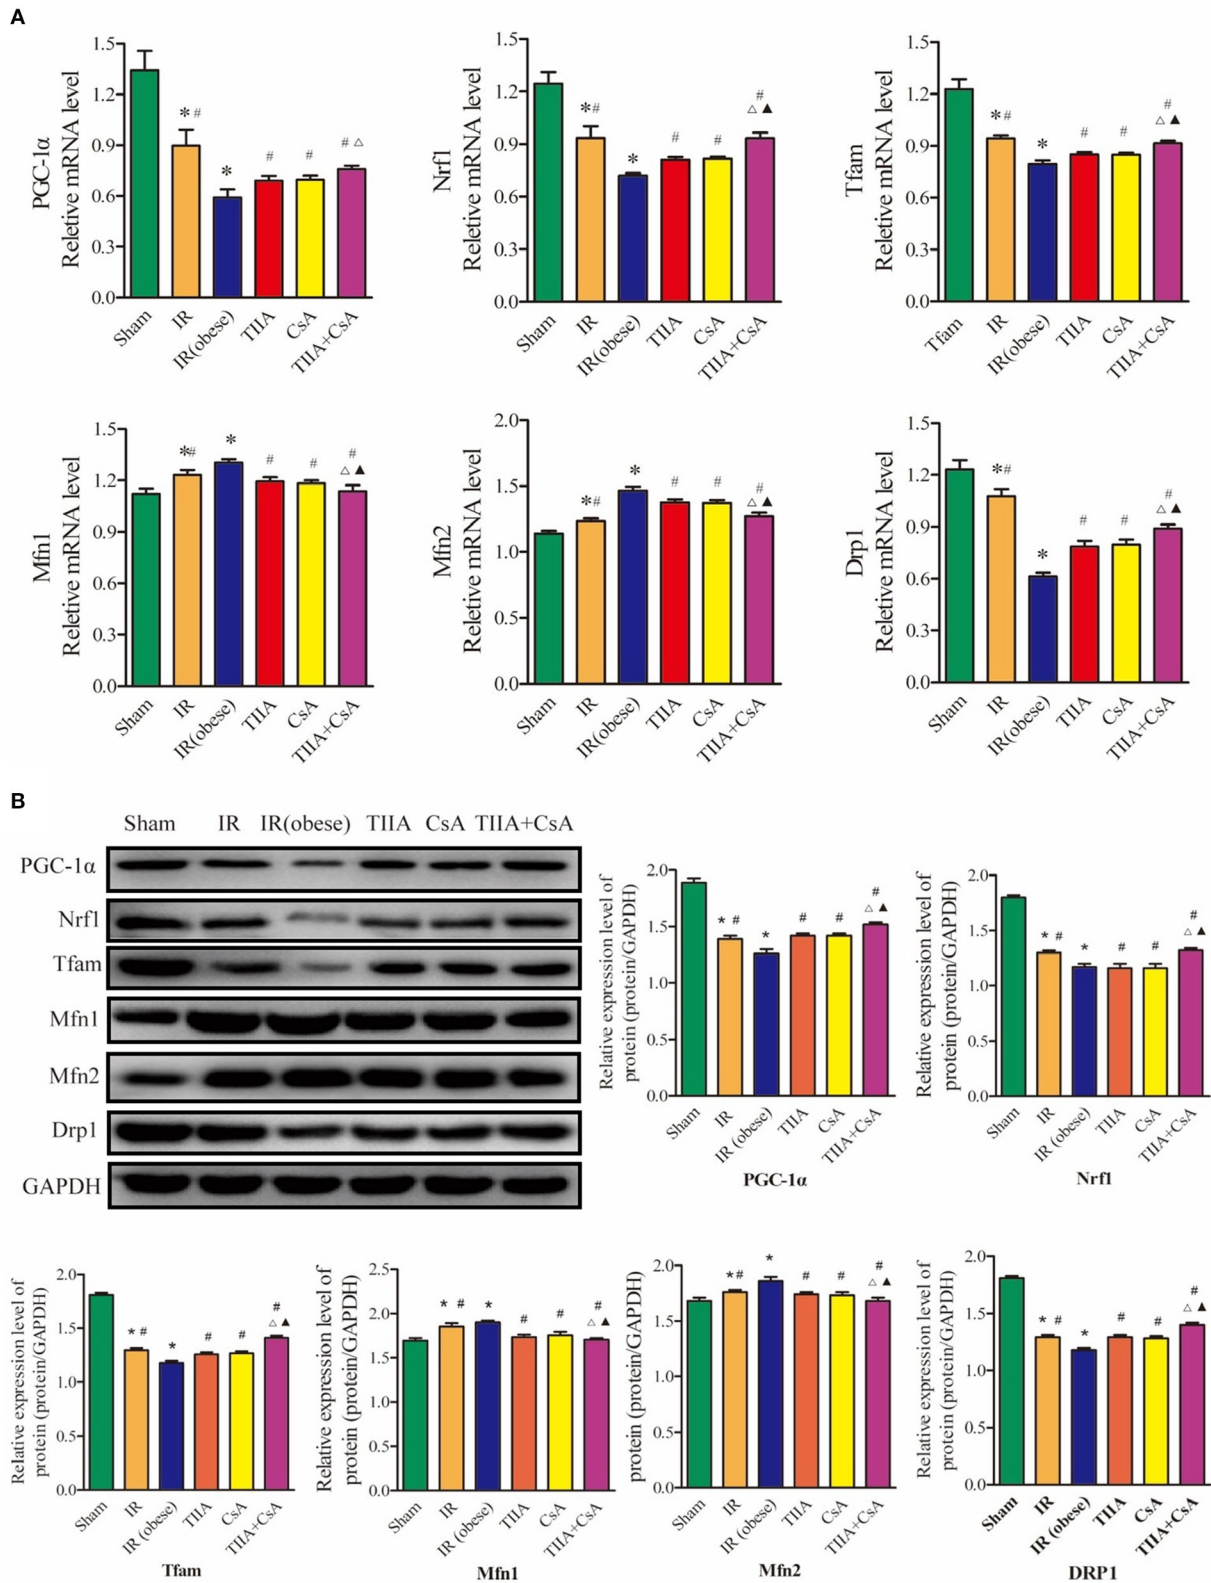 A
PGC-1α
Reletive mRNA level
1.5
1.2
0.9
0.6
0.3
0.0
*#
*
#
#
# △
Sham
IR
IR(obese)
TIIA
CsA
TIIA+CsA
Nrf1
Reletive mRNA level
1.5
1.2
0.9
0.6
0.3
0.0
*#
*
#
#
#
△ ▲
Sham
IR
IR(obese)
TIIA
CsA
TIIA+CsA
Tfam
Reletive mRNA level
1.5
1.2
0.9
0.6
0.3
0.0
*#
*
#
#
#
△ ▲
Tfam
IR
IR(obese)
TIIA
CsA
TIIA+CsA
Mfn1
Reletive mRNA level
1.5
1.2
0.9
0.6
0.3
0.0
*#
*
#
#
#
△ ▲
Sham
IR
IR(obese)
TIIA
CsA
TIIA+CsA
Mfn2
Reletive mRNA level
2.0
1.5
1.0
0.5
0.0
*#
*
#
#
#
△ ▲
Sham
IR
IR(obese)
TIIA
CsA
TIIA+CsA
Drp1
Reletive mRNA level
1.5
1.2
0.9
0.6
0.3
0.0
*#
*
#
#
#
△ ▲
Sham
IR
IR(obese)
TIIA
CsA
TIIA+CsA
B
Sham IR IR(obese) TIIA CsA TIIA+CsA
PGC-1α
Nrf1
Tfam
Mfn1
Mfn2
Drp1
GAPDH
Relative expression level of
protein (protein/GAPDH)
2.0
1.5
1.0
0.5
0.0
* #
*
#
#
#
△ ▲
Sham
IR
IR (obese)
TIIA
CsA
TIIA+CsA
PGC-1α
Relative expression level of
protein (protein/GAPDH)
2.0
1.5
1.0
0.5
0.0
* #
*
#
#
#
△ ▲
Sham
IR
IR (obese)
TIIA
CsA
TIIA+CsA
Nrf1
Relative expression level of
protein (protein/GAPDH)
2.0
1.5
1.0
0.5
0.0
* #
*
#
#
#
△ ▲
Sham
IR
IR (obese)
TIIA
CsA
TIIA+CsA
Tfam
Relative expression level of
protein (protein/GAPDH)
2.5
2.0
1.5
1.0
0.5
0.0
* #
*
#
#
#
△ ▲
Sham
IR
IR (obese)
TIIA
CsA
TIIA+CsA
Mfn1
protein (protein/GAPDH)
2.0
1.5
1.0
0.5
0.0
*#
*
#
#
#
△ ▲
Sham
IR
IR (obese)
TIIA
CsA
TIIA+CsA
Mfn2
Relative expression level of
protein (protein/GAPDH)
2.0
1.5
1.0
0.5
0.0
* #
*
#
#
#
△ ▲
Sham
IR
IR (obese)
TIIA
CsA
TIIA+CsA
DRP1